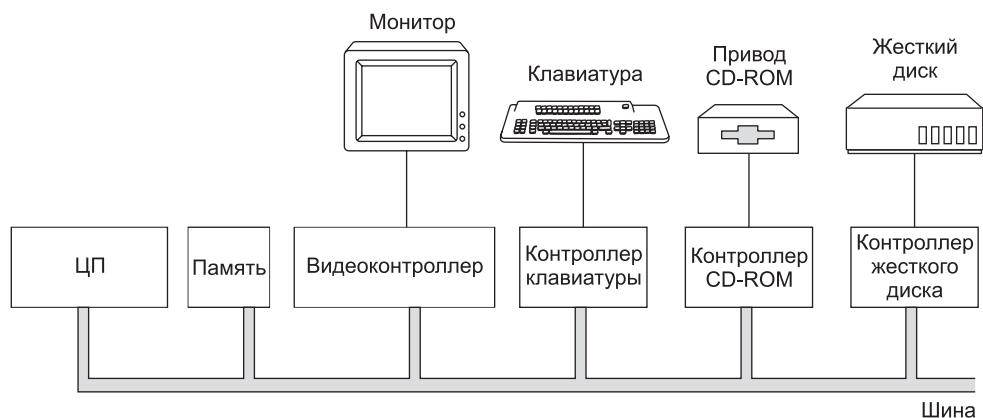 Монитор
Клавиатура
Привод
CD-ROM
Жесткий
диск
ЦП
Память
Видеоконтроллер
Контроллер
клавиатуры
Контроллер
CD-ROM
Контроллер
жесткого
диска
Шина